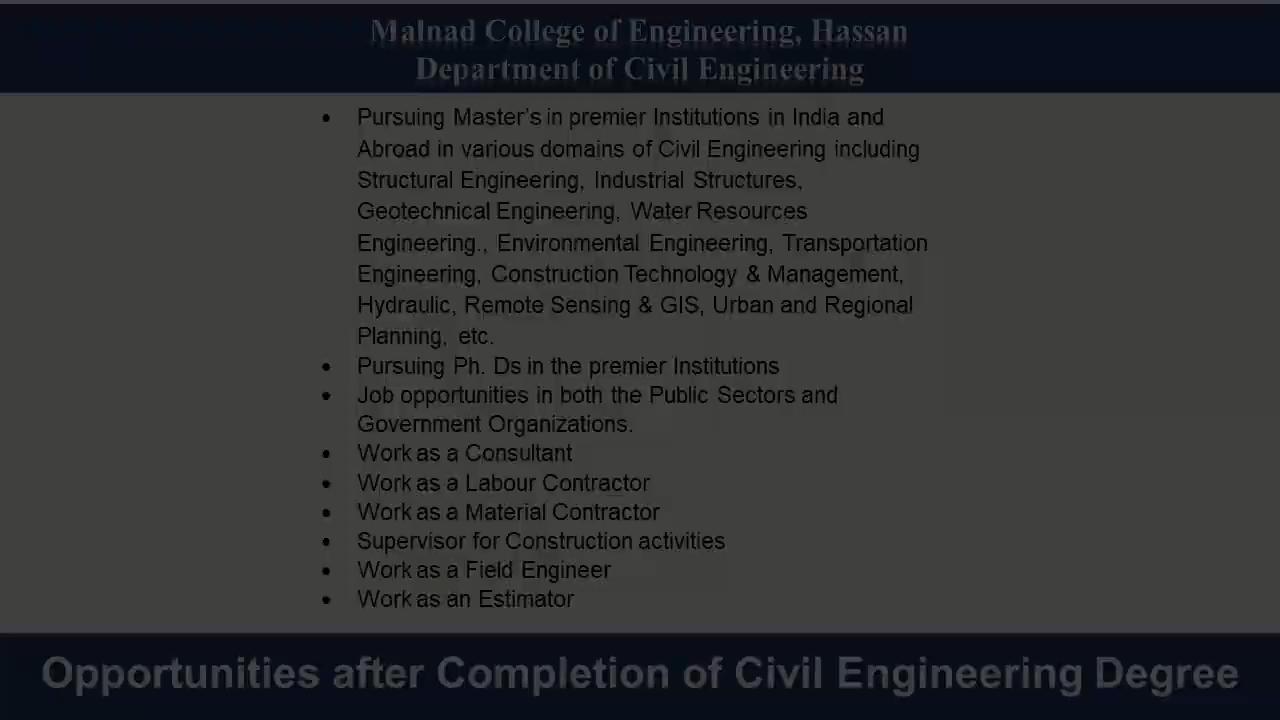 Malnad College of Engineering, Hassan
Department of Civil Engineering
• Pursuing Master's in premier Institutions in India and
Abroad in various domains of Civil Engineering including
Structural Engineering, Industrial Structures,
Geotechnical Engineering, Water Resources
Engineering., Environmental Engineering, Transportation
Engineering, Construction Technology & Management,
Hydraulic, Remote Sensing & GIS, Urban and Regional
Planning, etc.
• Pursuing Ph. Ds in the premier Institutions
• Job opportunities in both the Public Sectors and
Government Organizations.
• Work as a Consultant
• Work as a Labour Contractor
• Work as a Material Contractor
• Supervisor for Construction activities
• Work as a Field Engineer
• Work as an Estimator
Opportunities after Completion of Civil Engineering Degree